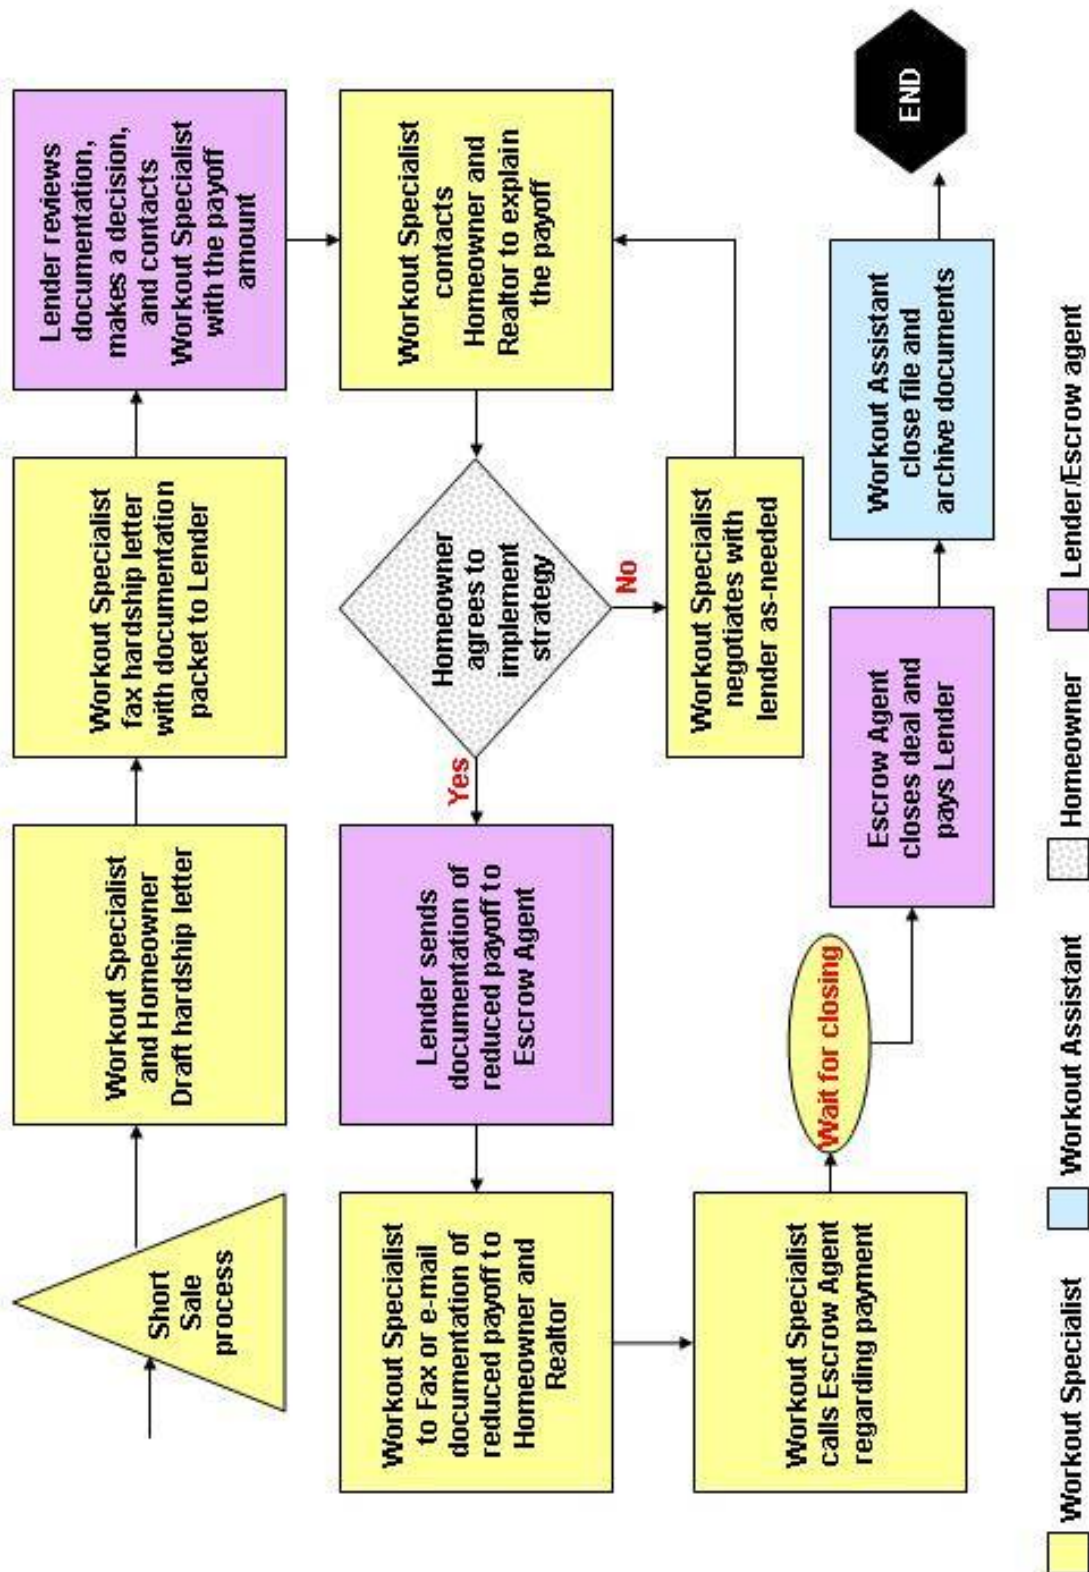 Short
Sale
process
Workout Specialist
and Homeowner
Draft hardship letter
Workout Specialist
fax hardship letter
with documentation
packet to Lender
Lender reviews
documentation,
makes a decision,
and contacts
Workout Specialist
with the payoff
amount
Workout Specialist
contacts
Homeowner and
Realtor to explain
the payoff
Homeowner
agrees to
implement
strategy
Yes
No
Workout Specialist
negotiates with
lender as-needed
Lender sends
documentation of
reduced payoff to
Escrow Agent
Workout Specialist
to Fax or e-mail
documentation of
reduced payoff to
Homeowner and
Realtor
Workout Specialist
calls Escrow Agent
regarding payment
Wait for closing
Escrow Agent
closes deal and
pays Lender
Workout Assistant
close file and
archive documents
END
Workout Specialist
Workout Assistant
Homeowner
Lender/Escrow agent